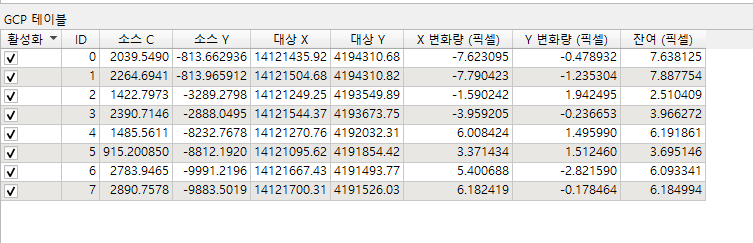 GCP 테이블
활성화 ID 소스 C 소스 Y 대상 X 대상 Y X 변화량 (픽셀) Y 변화량 (픽셀) 잔여 (픽셀)
0 2039.5490 -813.662936 14121435.92 4194310.68 -7.623095 -0.478932 7.638125
1 2264.6941 -813.965912 14121504.68 4194310.82 -7.790423 -1.235304 7.887754
2 1422.7973 -3289.2798 14121249.25 4193549.89 -1.590242 1.942495 2.510409
3 2390.7146 -2888.0495 14121544.37 4193673.75 -3.959205 -0.236653 3.966272
4 1485.5611 -8232.7678 14121270.76 4192032.31 6.008424 1.495990 6.191861
5 915.200850 -8812.1920 14121095.62 4191854.42 3.371434 1.512460 3.695146
6 2783.9465 -9991.2196 14121667.43 4191493.77 5.400688 -2.821590 6.093341
7 2890.7578 -9883.5019 14121700.31 4191526.03 6.182419 -0.178464 6.184994